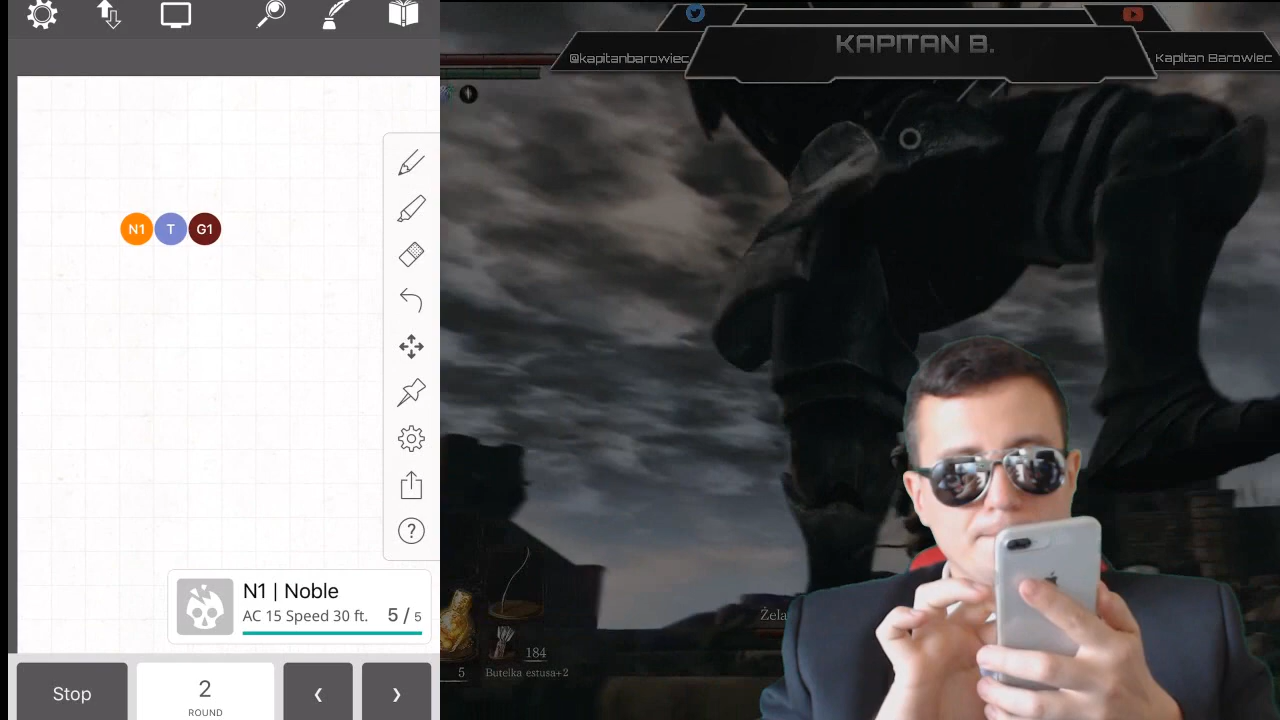 KAPITAN B.
@kapitanbarowiec
Kapitan Barowiec
N1
T
G1
?
N1 | Noble
AC 15 Speed 30 ft. 5 / 5
Stop
2
ROUND
‹
›
Żela
184
5
Butelka estusa+2